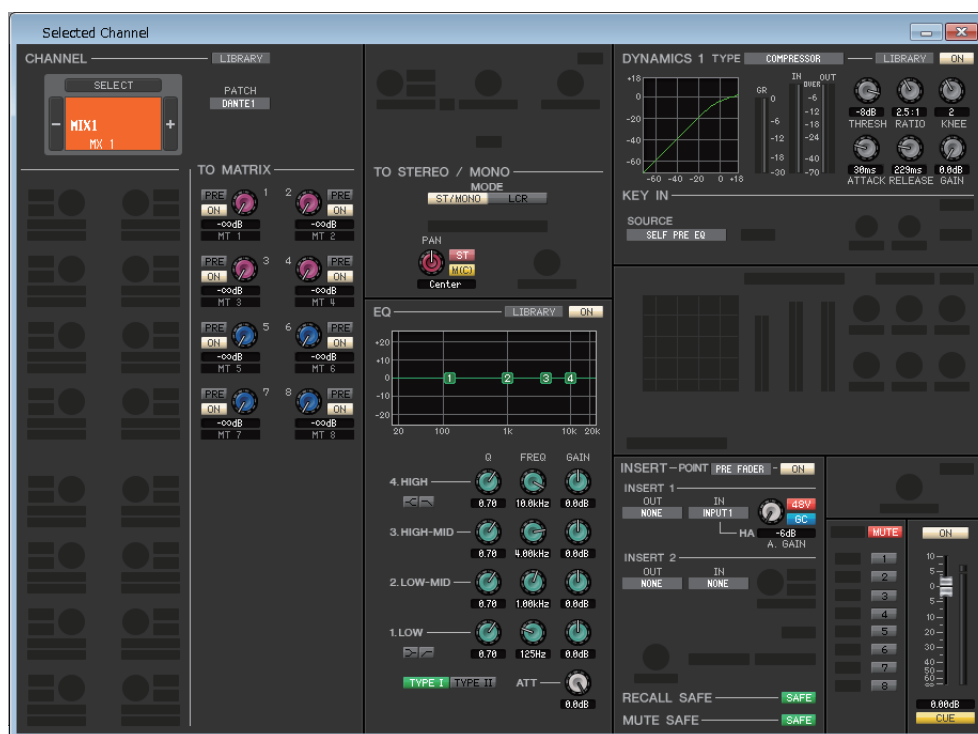 Selected Channel
CHANNEL
LIBRARY
SELECT
- MIX1 +
MX 1
PATCH
DANTE1
TO MATRIX
PRE 1 2 PRE
ON ON
-∞dB -∞dB
MT 1 MT 2
PRE 3 4 PRE
ON ON
-∞dB -∞dB
MT 3 MT 4
PRE 5 6 PRE
ON ON
-∞dB -∞dB
MT 5 MT 6
PRE 7 8 PRE
ON ON
-∞dB -∞dB
MT 7 MT 8
TO STEREO / MONO
MODE
ST/MONO LCR
PAN
ST
M(C)
Center
EQ LIBRARY ON
+20
+10
0 1 2 3 4
-10
-20
20 100 1k 10k 20k
Q FREQ GAIN
4.HIGH
0.70 10.0kHz 0.0dB
3.HIGH-MID
0.70 4.00kHz 0.0dB
2.LOW-MID
0.70 1.00kHz 0.0dB
1.LOW
0.70 125Hz 0.0dB
TYPE I TYPE II ATT
0.0dB
DYNAMICS 1 TYPE COMPRESSOR LIBRARY ON
+18
0
-20
-40
-60
-60 -40 -20 0 +18
GR
0
-6
-12
-18
-30
IN OUT
OVER
-6
-12
-18
-24
-40
-70
-8dB 2.5:1 2
THRESH RATIO KNEE
30ms 229ms 0.0dB
ATTACK RELEASE GAIN
KEY IN
SOURCE
SELF PRE EQ
INSERT POINT PRE FADER ON
INSERT 1
OUT IN
NONE INPUT1
48V
GC
HA -6dB
A. GAIN
INSERT 2
OUT IN
NONE NONE
RECALL SAFE SAFE
MUTE SAFE SAFE
MUTE
1
2
3
4
5
6
7
8
ON
10
5
0
5
10
20
30
40
50
60
∞
0.00dB
CUE